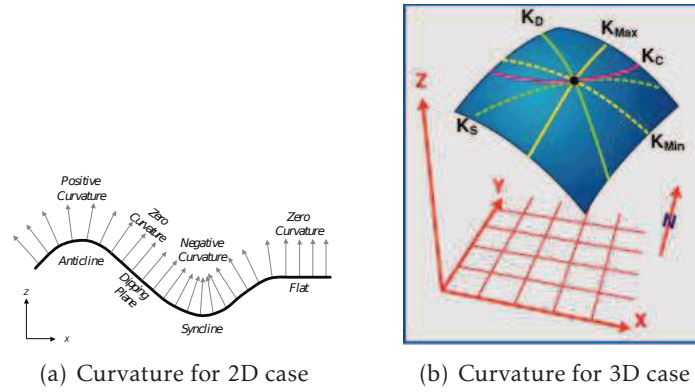 Positive
Curvature
Zero
Curvature
Negative
Curvature
Zero
Curvature
Anticline
Dipping
Plane
Syncline
Flat
z
x
(a) Curvature for 2D case
K_D
K_Max
K_C
Z
K_S
K_Min
Y
N
X
(b) Curvature for 3D case